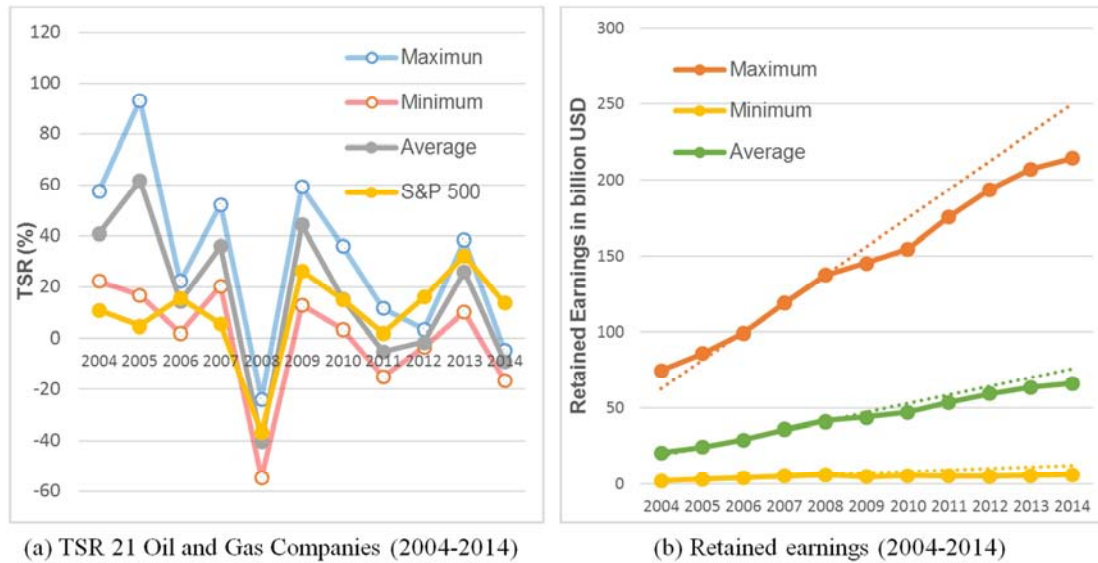 120
100
80
60
40
20
0
-20
-40
-60
TSR (%)
Maximun
Minimum
Average
S&P 500
2004 2005 2006 2007 2008 2009 2010 2011 2012 2013 2014
(a) TSR 21 Oil and Gas Companies (2004-2014)
300
250
200
150
100
50
0
Retained Earnings in billion USD
Maximum
Minimum
Average
2004 2005 2006 2007 2008 2009 2010 2011 2012 2013 2014
(b) Retained earnings (2004-2014)